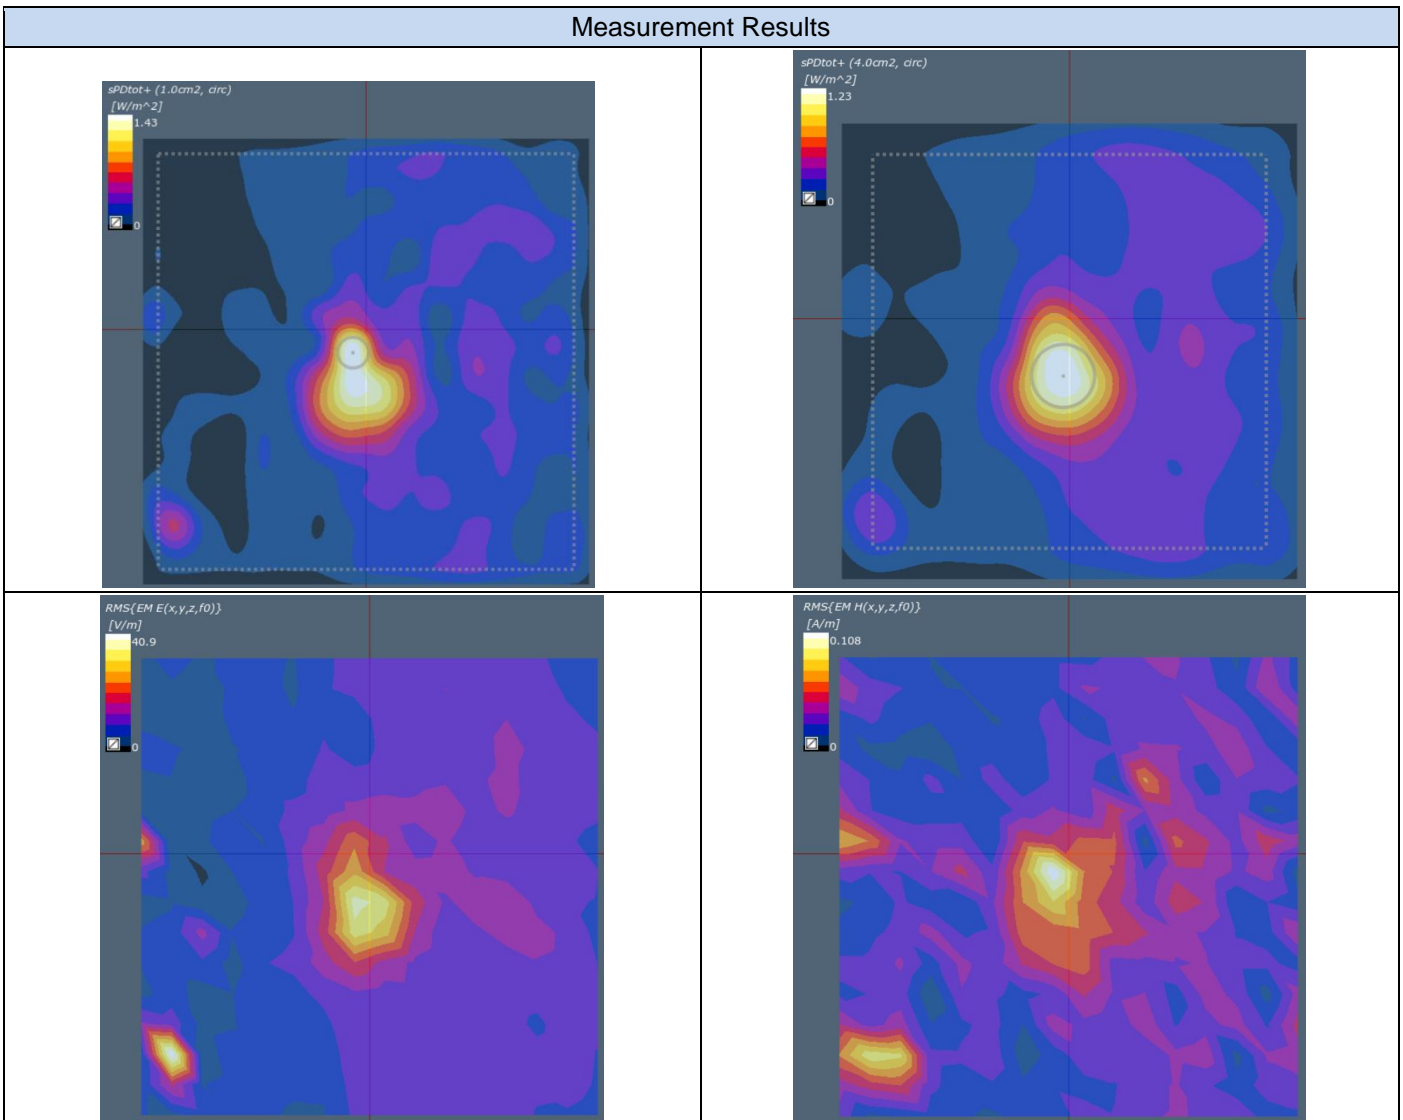 Measurement Results
sPDtot+ (1.0cm2, circ)
[W/m^2]
1.43
0
sPDtot+ (4.0cm2, circ)
[W/m^2]
1.23
0
RMS{EM E(x,y,z,f0)}
[V/m]
40.9
0
RMS{EM H(x,y,z,f0)}
[A/m]
0.108
0